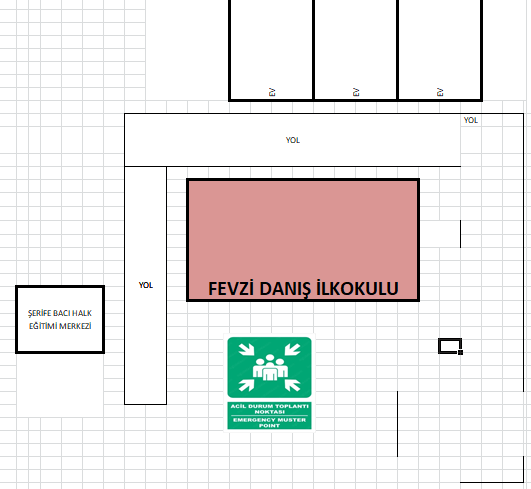 EV
EV
EV
YOL
YOL
YOL
FEVZİ DANIŞ İLKOKULU
ŞERİFE BACI HALK
EĞİTİMİ MERKEZİ
ACİL DURUM TOPLANTI
NOKTASI
EMERGENCY MUSTER
POINT